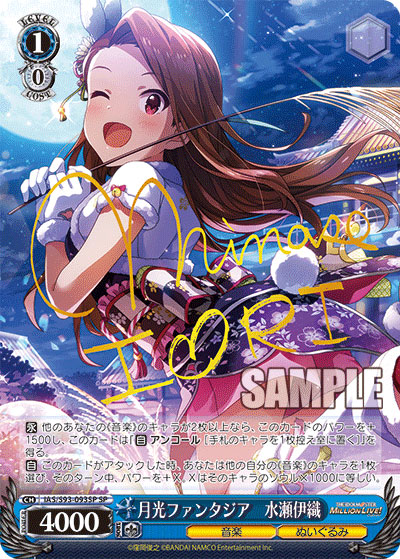 LEVEL
1
0
COST
Minase
IORI
SAMPLE
永 他のあなたの《音楽》のキャラが2枚以上なら、このカードのパワーを+
1500し、このカードは『自 アンコール [手札のキャラを1枚控え室に置く]』を
得る。
自 このカードがアタックした時、あなたは他の自分の《音楽》のキャラを1枚
選び、そのターン中、パワーを+X。Xはそのキャラのソウル×1000に等しい。
CH IAS/S93-093SP SP
TRIGGER
4000
月光ファンタジア 水瀬伊織
THE IDOLM@STER
MILLION LIVE!
音楽 ぬいぐるみ
©窪岡俊之 ©BANDAI NAMCO Entertainment Inc.